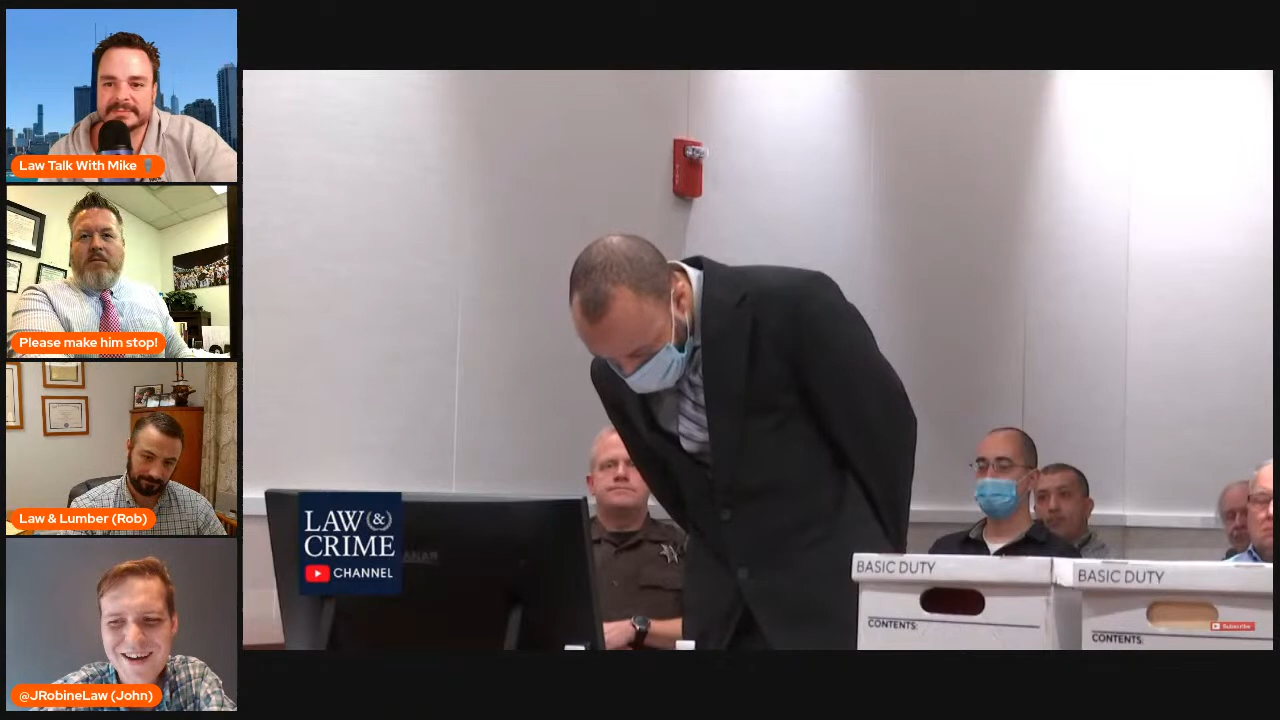 Law Talk With Mike
Please make him stop!
Law & Lumber (Rob)
@JRobineLaw (John)
LAW &
CRIME
CHANNEL
BASIC DUTY
CONTENTS:
BASIC DUTY
CONTENTS:
Subscribe